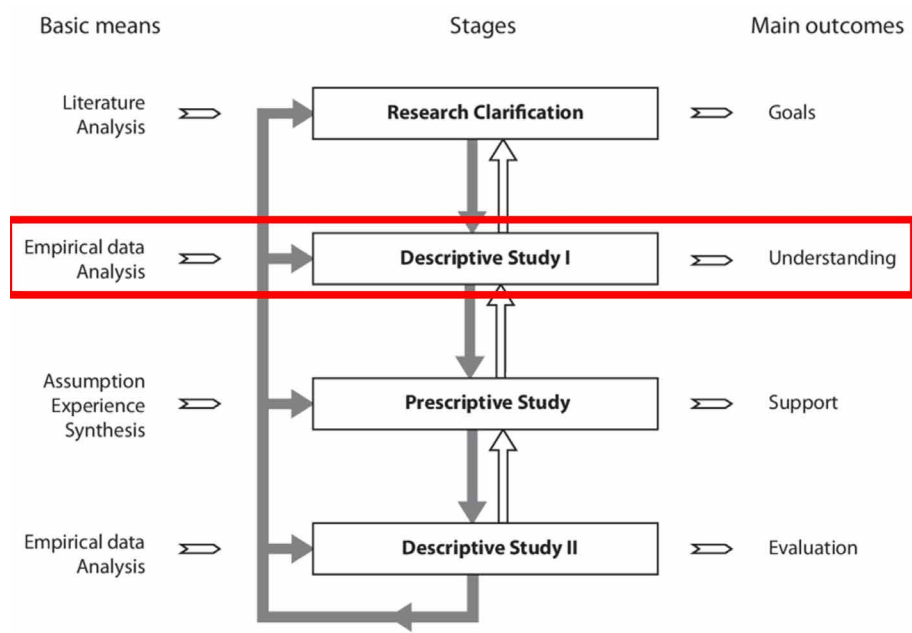 Basic means
Stages
Main outcomes
Literature
Analysis
Research Clarification
Goals
Empirical data
Analysis
Descriptive Study I
Understanding
Assumption
Experience
Synthesis
Prescriptive Study
Support
Empirical data
Analysis
Descriptive Study II
Evaluation